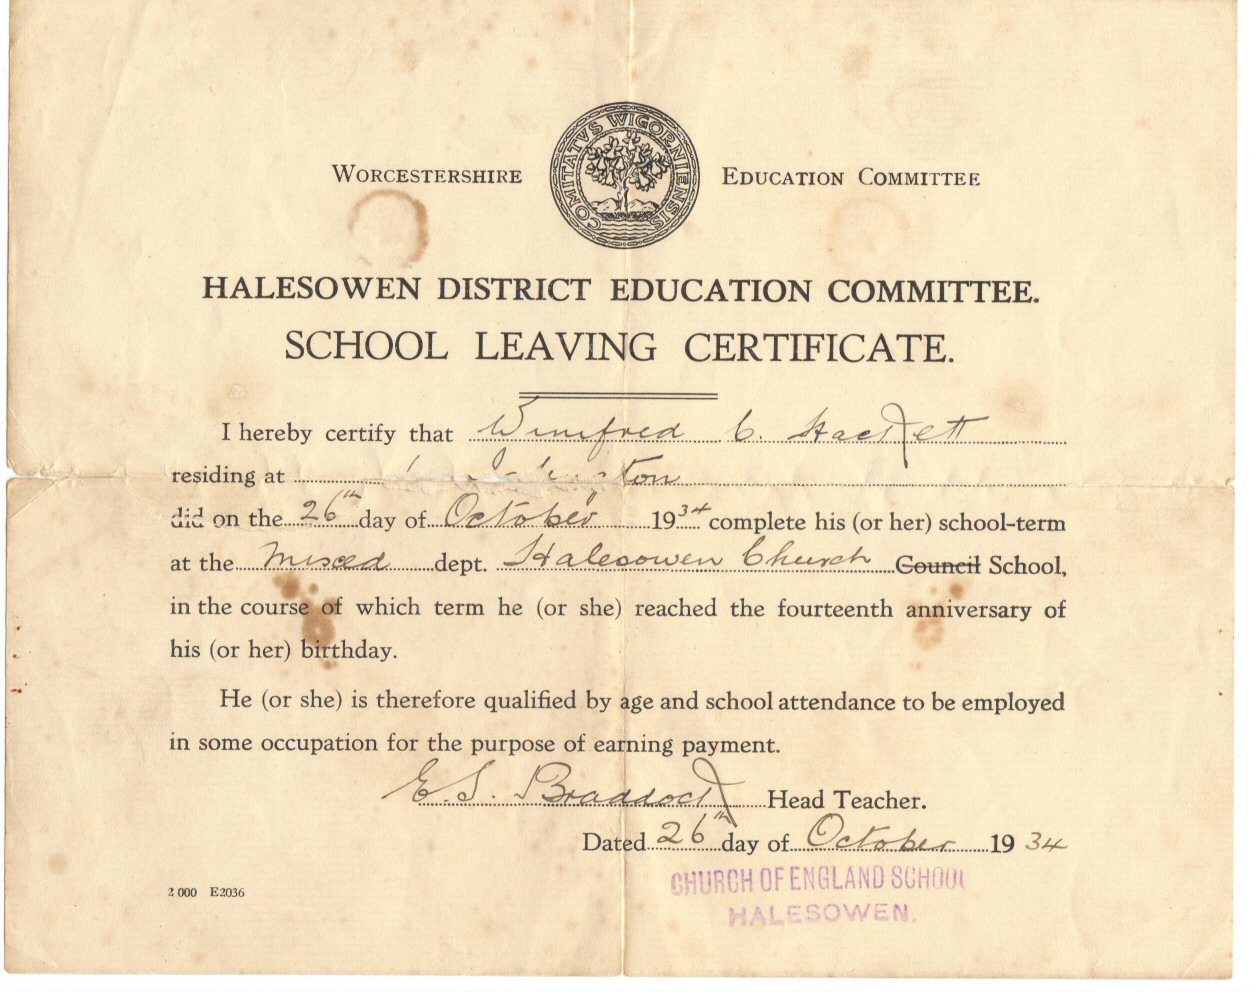 WORCESTERSHIRE EDUCATION COMMITTEE
COMITATVS WIGORNIENSIS
HALESOWEN DISTRICT EDUCATION COMMITTEE.
SCHOOL LEAVING CERTIFICATE.
I hereby certify that Winifred C. Hackett
residing at
did on the 26th day of October 1934 complete his (or her) school-term
at the Mixed dept. Halesowen Church Council School,
in the course of which term he (or she) reached the fourteenth anniversary of
his (or her) birthday.
He (or she) is therefore qualified by age and school attendance to be employed
in some occupation for the purpose of earning payment.
E. S. Braddock Head Teacher.
Dated 26th day of October 1934
CHURCH OF ENGLAND SCHOOL
HALESOWEN.
2000 E2036